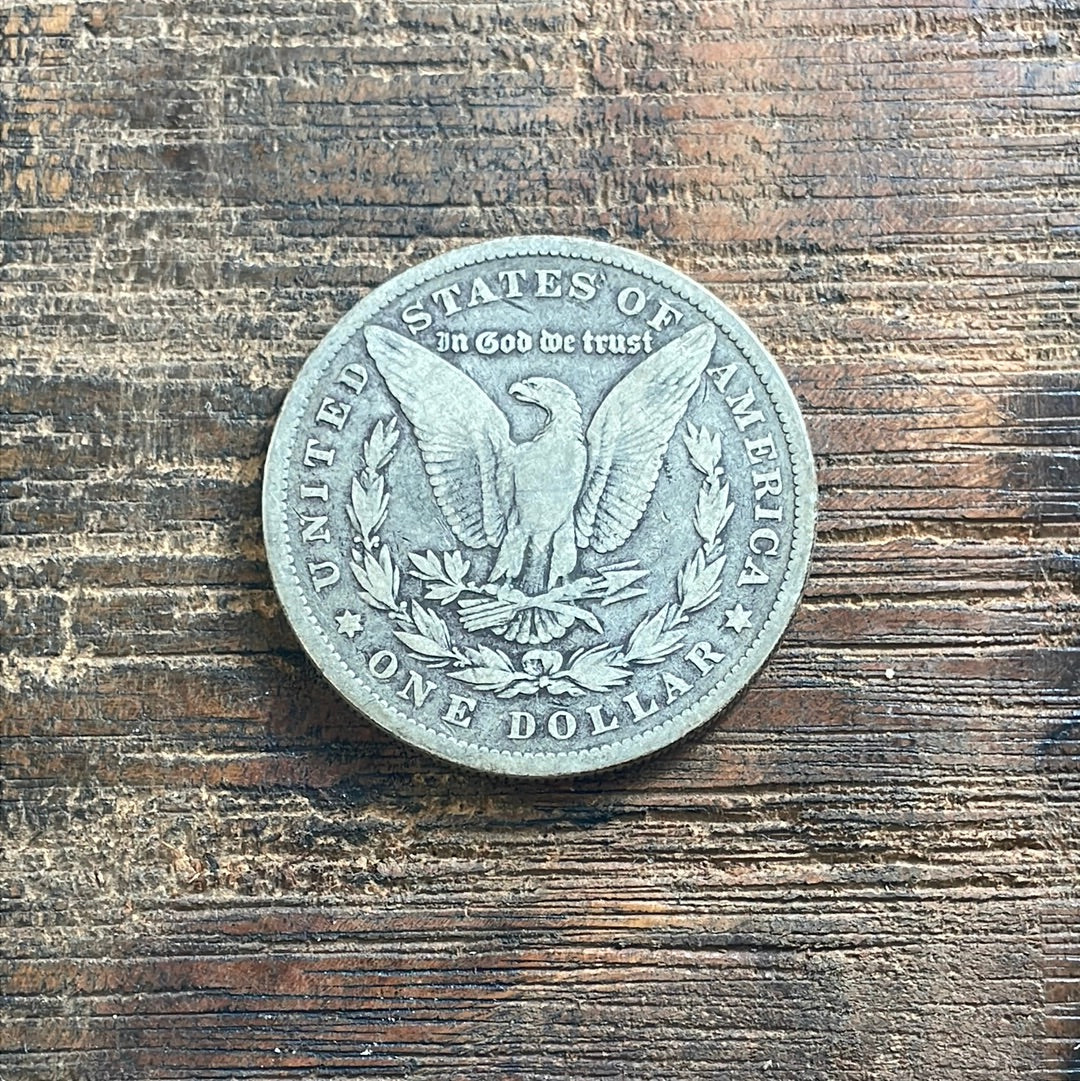 UNITED STATES OF AMERICA
In God we trust
ONE DOLLAR